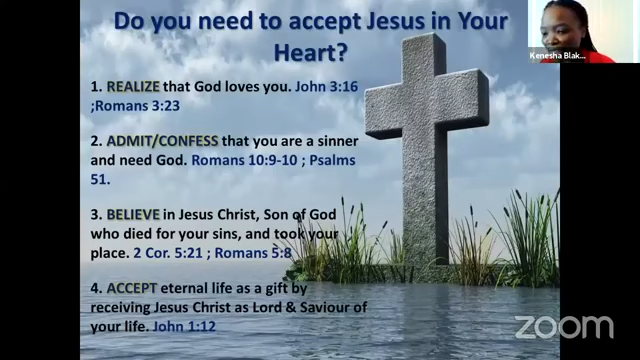 Do you need to accept Jesus in Your
Heart?
1. REALIZE that God loves you. John 3:16
;Romans 3:23
2. ADMIT/CONFESS that you are a sinner
and need God. Romans 10:9-10 ; Psalms
51.
3. BELIEVE in Jesus Christ, Son of God
who died for your sins, and took your
place. 2 Cor. 5:21 ; Romans 5:8
4. ACCEPT eternal life as a gift by
receiving Jesus Christ as Lord & Saviour of
your life. John 1:12
Kenesha Blak...
zoom